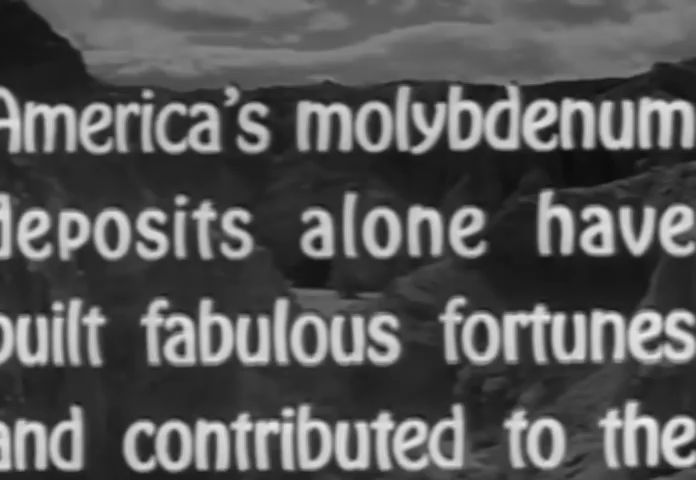 America's molybdenum
deposits alone have
built fabulous fortunes
and contributed to the